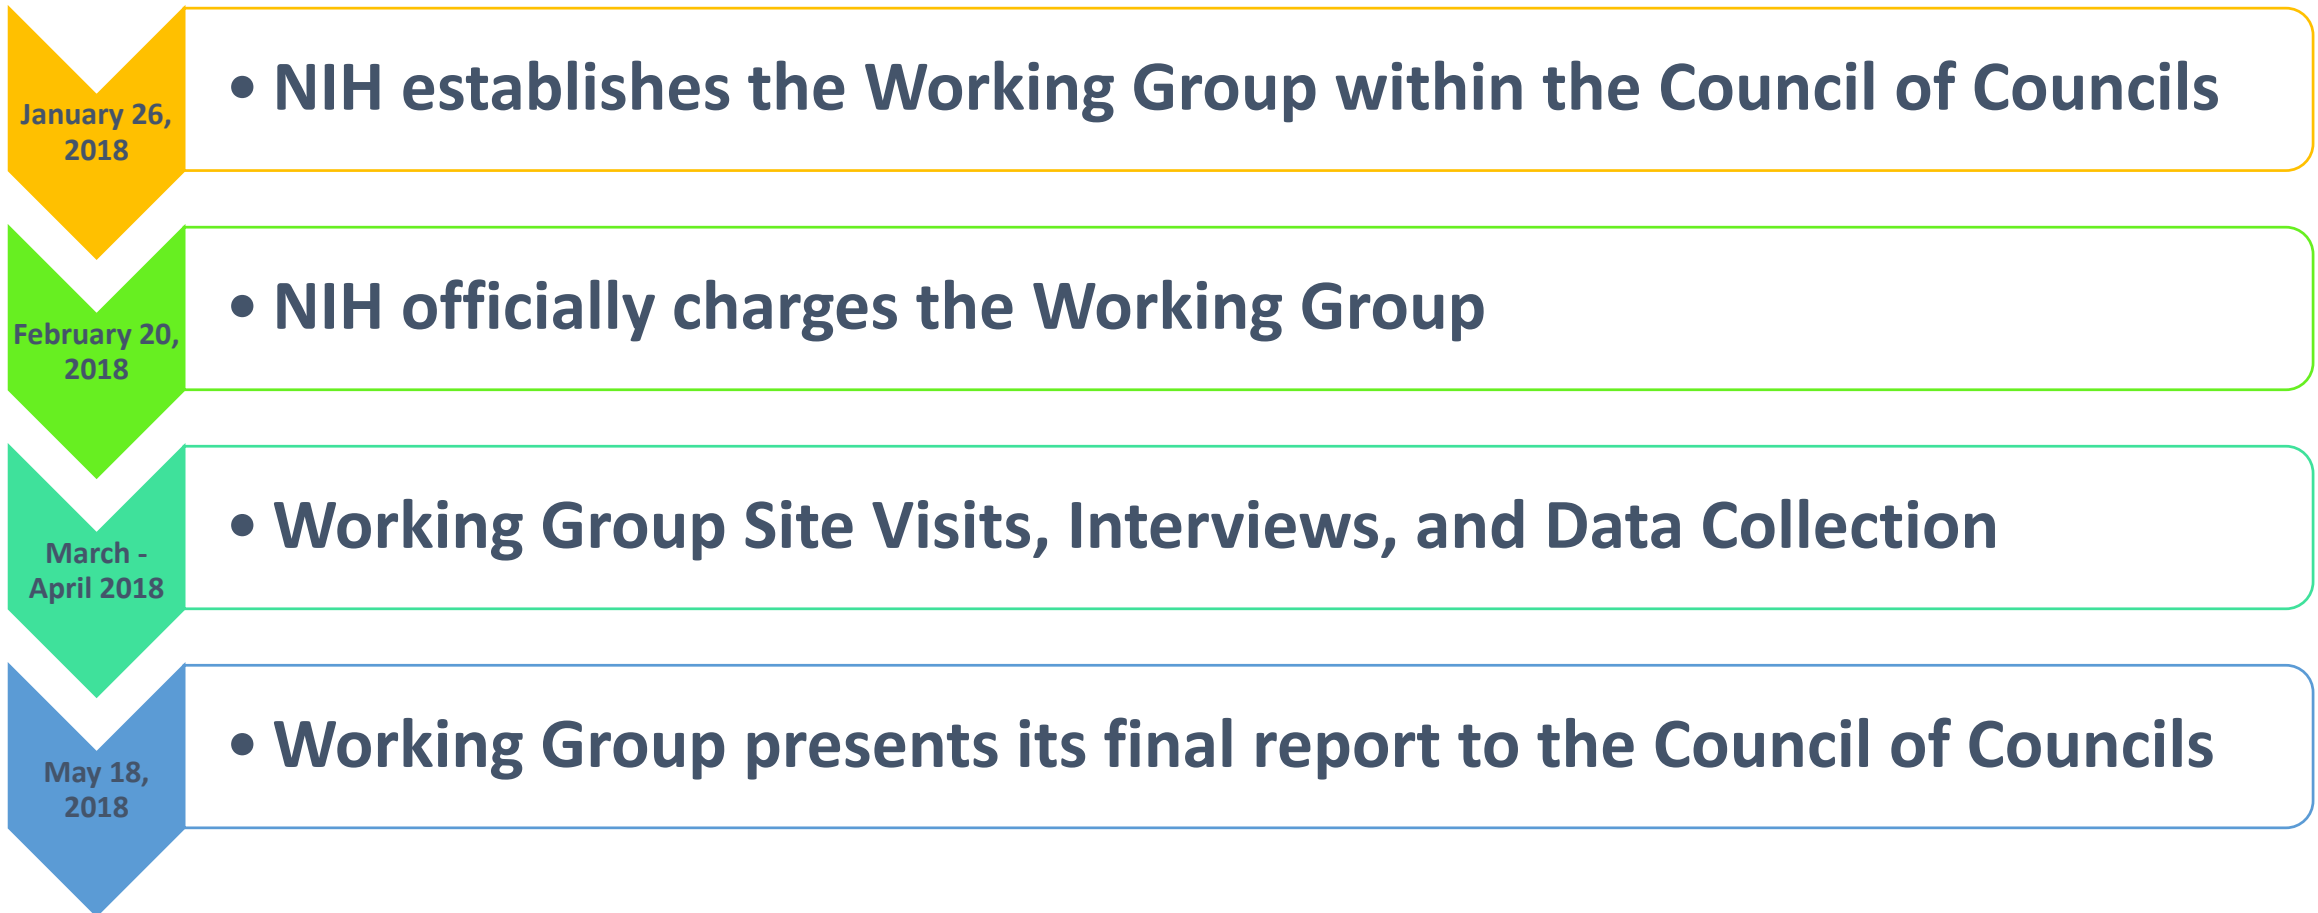 January 26,
2018
• NIH establishes the Working Group within the Council of Councils
February 20,
2018
• NIH officially charges the Working Group
March -
April 2018
• Working Group Site Visits, Interviews, and Data Collection
May 18,
2018
• Working Group presents its final report to the Council of Councils